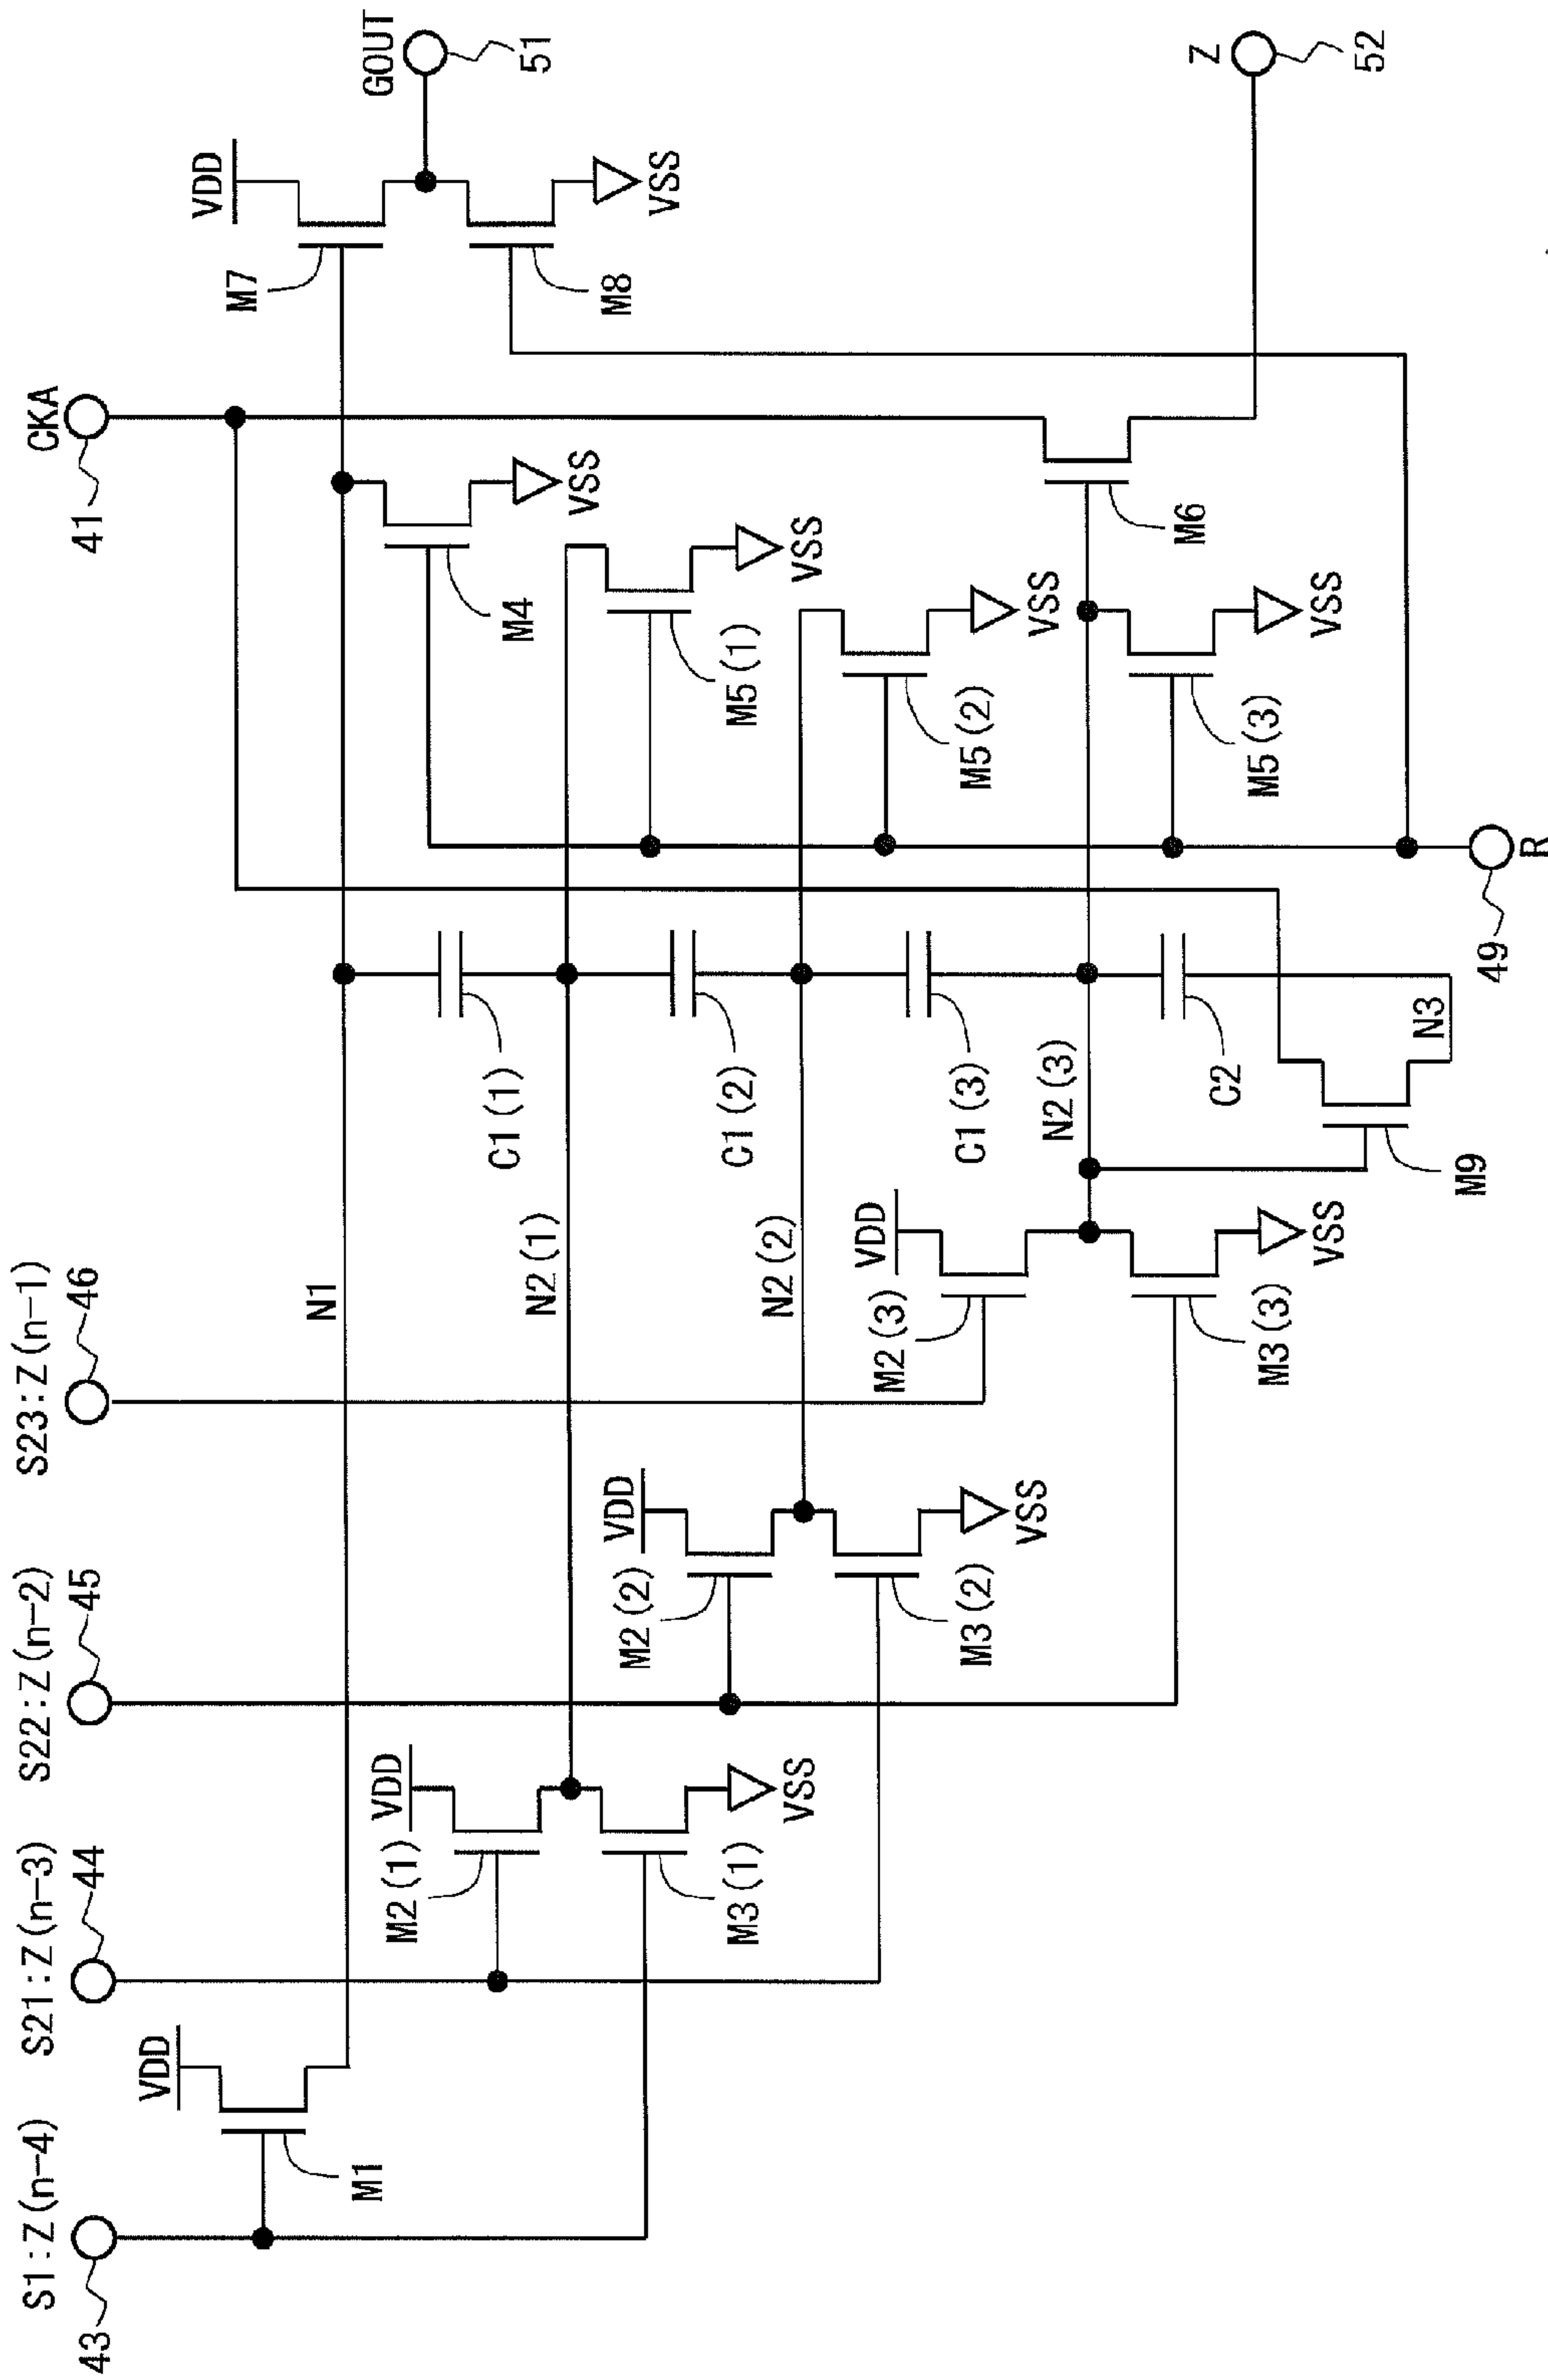 S1:Z(n-4)
S21:Z(n-3)
S22:Z(n-2)
S23:Z(n-1)
CKA
43
44
45
46
41
VDD
VDD
GOUT
51
M1
M7
M8
VSS
N1
M4
VSS
VDD
M2(1)
M3(1)
VSS
N2(1)
C1(1)
M5(1)
VSS
VDD
M2(2)
M3(2)
VSS
N2(2)
C1(2)
M5(2)
VSS
VDD
M2(3)
M3(3)
VSS
N2(3)
C1(3)
M5(3)
VSS
M6
C2
N3
M9
Z
52
49
R